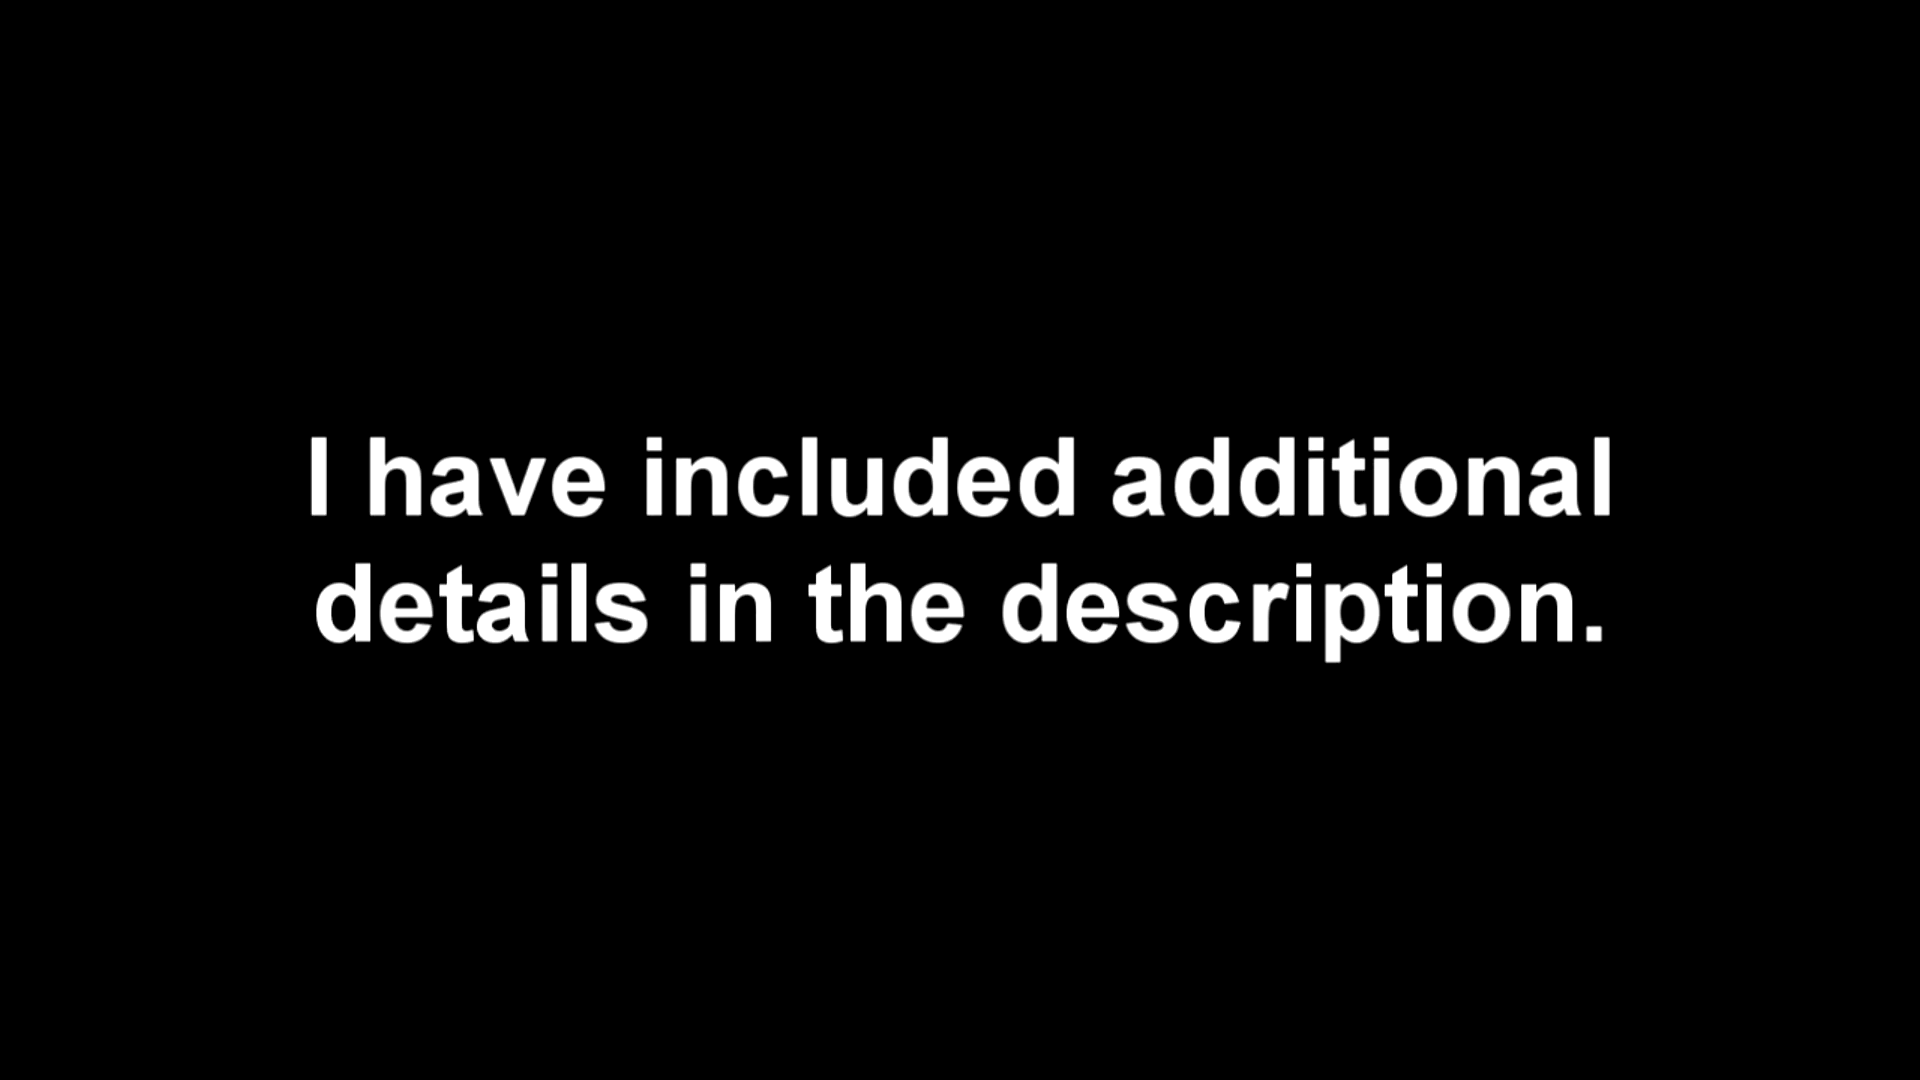 I have included additional
details in the description.